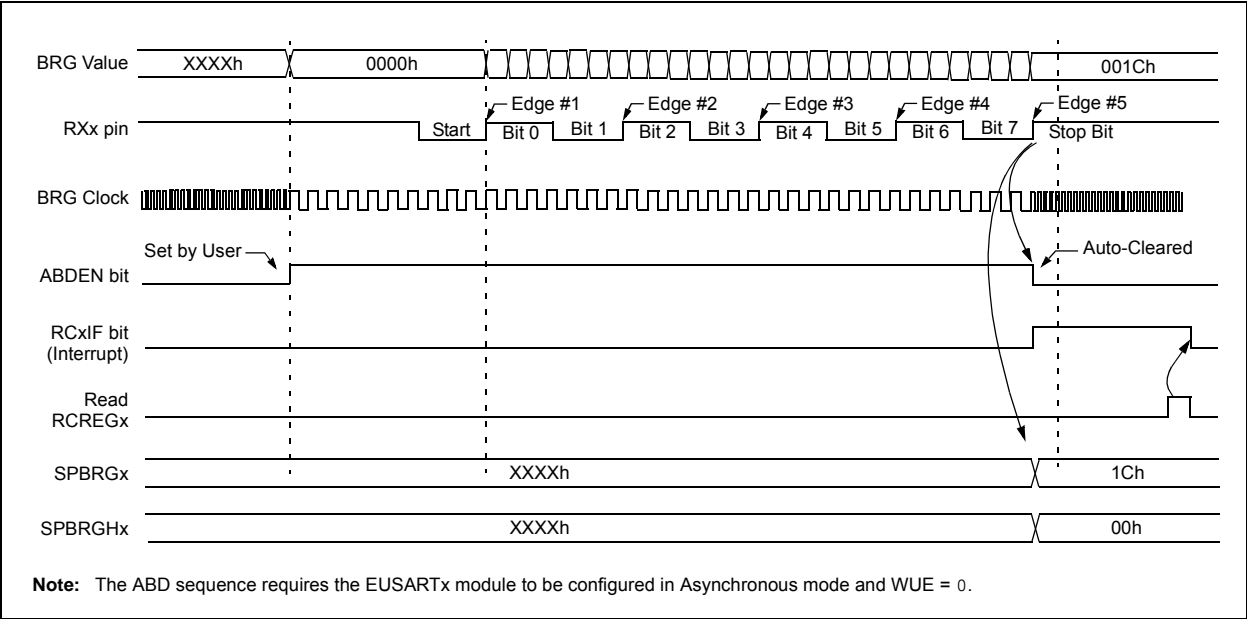 BRG Value XXXXh 0000h 001Ch
Edge #1 Edge #2 Edge #3 Edge #4 Edge #5
RXx pin Start Bit 0 Bit 1 Bit 2 Bit 3 Bit 4 Bit 5 Bit 6 Bit 7 Stop Bit
BRG Clock
Set by User Auto-Cleared
ABDEN bit
RCxIF bit
(Interrupt)
Read
RCREGx
SPBRGx XXXXh 1Ch
SPBRGHx XXXXh 00h
Note: The ABD sequence requires the EUSARTx module to be configured in Asynchronous mode and WUE = 0.